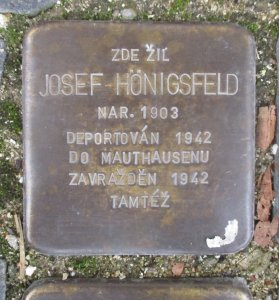 ZDE ŽIL
JOSEF HÖNIGSFELD
NAR. 1903
DEPORTOVÁN 1942
DO MAUTHAUSENU
ZAVRAŽDĚN 1942
TAMTÉŽ